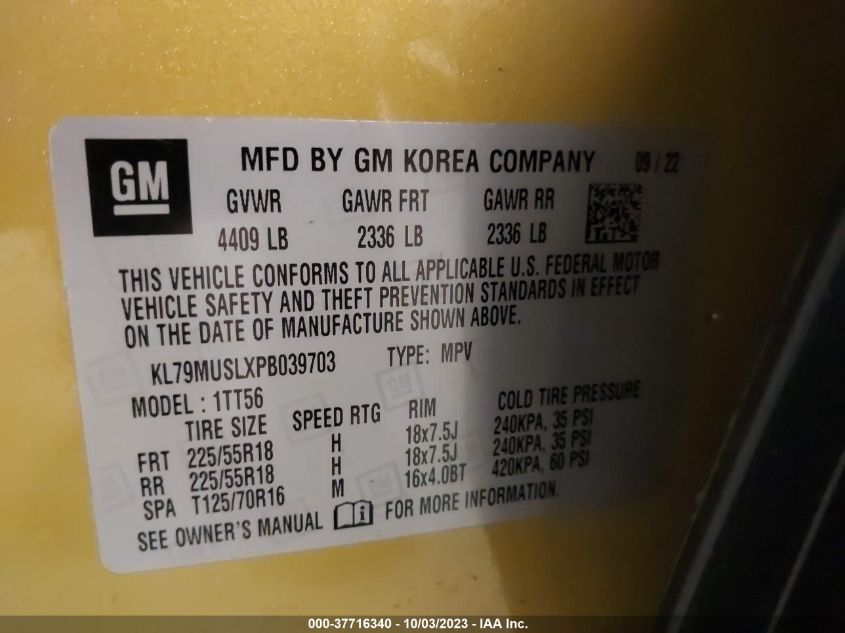 GM
MFD BY GM KOREA COMPANY 09/22
GVWR GAWR FRT GAWR RR
4409 LB 2336 LB 2336 LB
THIS VEHICLE CONFORMS TO ALL APPLICABLE U.S. FEDERAL MOTOR
VEHICLE SAFETY AND THEFT PREVENTION STANDARDS IN EFFECT
ON THE DATE OF MANUFACTURE SHOWN ABOVE.
KL79MUSLXPB039703 TYPE: MPV
MODEL : 1TT56
TIRE SIZE SPEED RTG RIM COLD TIRE PRESSURE
FRT 225/55R18 H 18x7.5J 240KPA, 35 PSI
RR 225/55R18 H 18x7.5J 240KPA, 35 PSI
SPA T125/70R16 M 16x4.0BT 420KPA, 60 PSI
SEE OWNER'S MANUAL FOR MORE INFORMATION.
000-37716340 - 10/03/2023 - IAA Inc.